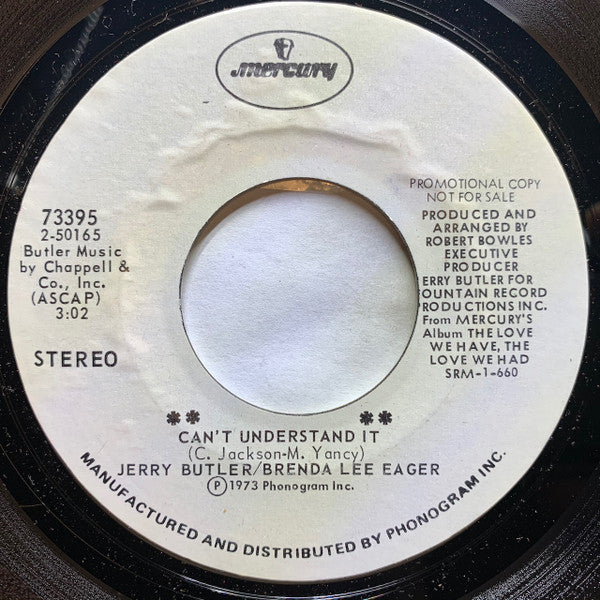 mercury
PROMOTIONAL COPY
NOT FOR SALE
73395
2-50165
Butler Music
by Chappell &
Co., Inc.
(ASCAP)
3:02
STEREO
PRODUCED AND
ARRANGED BY
ROBERT BOWLES
EXECUTIVE
PRODUCER
ERRY BUTLER FOR
OUNTAIN RECORD
RODUCTIONS INC.
From MERCURY'S
Album THE LOVE
WE HAVE, THE
LOVE WE HAD
SRM-1-660
** **
CAN'T UNDERSTAND IT
(C. Jackson-M. Yancy)
JERRY BUTLER/BRENDA LEE EAGER
Ⓟ 1973 Phonogram Inc.
MANUFACTURED AND DISTRIBUTED BY PHONOGRAM INC.